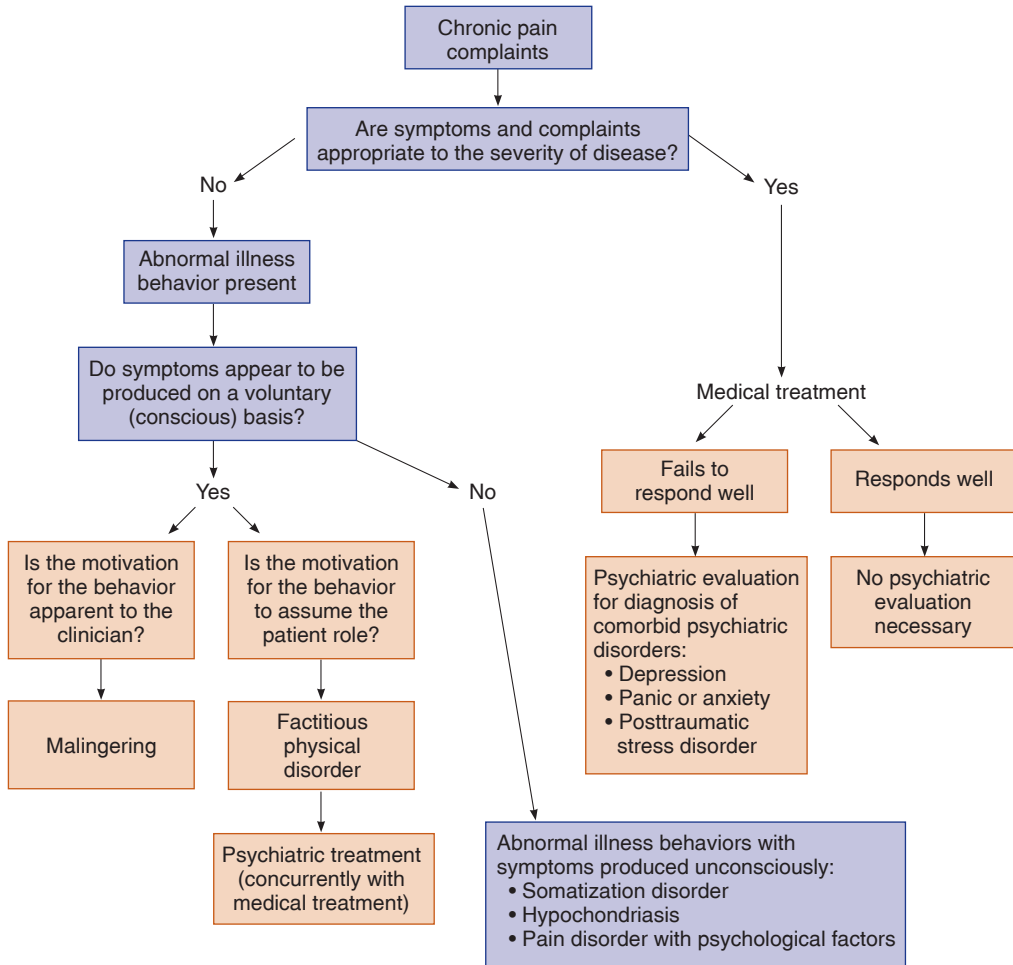 Chronic pain
complaints
Are symptoms and complaints
appropriate to the severity of disease?
No
Yes
Abnormal illness
behavior present
Do symptoms appear to be
produced on a voluntary
(conscious) basis?
Medical treatment
Fails to
respond well
Responds well
Yes
No
Is the motivation
for the behavior
apparent to the
clinician?
Is the motivation
for the behavior
to assume the
patient role?
Psychiatric evaluation
for diagnosis of
comorbid psychiatric
disorders:
• Depression
• Panic or anxiety
• Posttraumatic
stress disorder
No psychiatric
evaluation
necessary
Malingering
Factitious
physical
disorder
Psychiatric treatment
(concurrently with
medical treatment)
Abnormal illness behaviors with
symptoms produced unconsciously:
• Somatization disorder
• Hypochondriasis
• Pain disorder with psychological factors